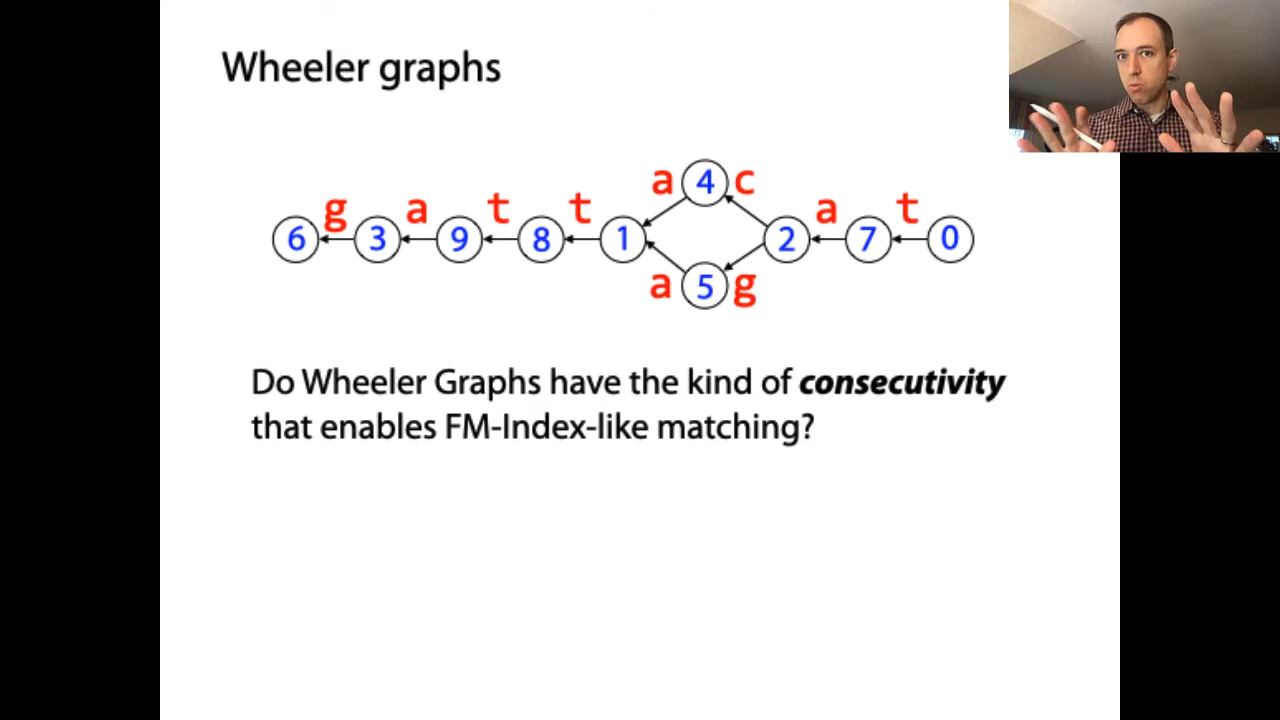 Wheeler graphs
a 4 c
g a t t a t
6 3 9 8 1 2 7 0
a 5 g
Do Wheeler Graphs have the kind of consecutivity
that enables FM-Index-like matching?